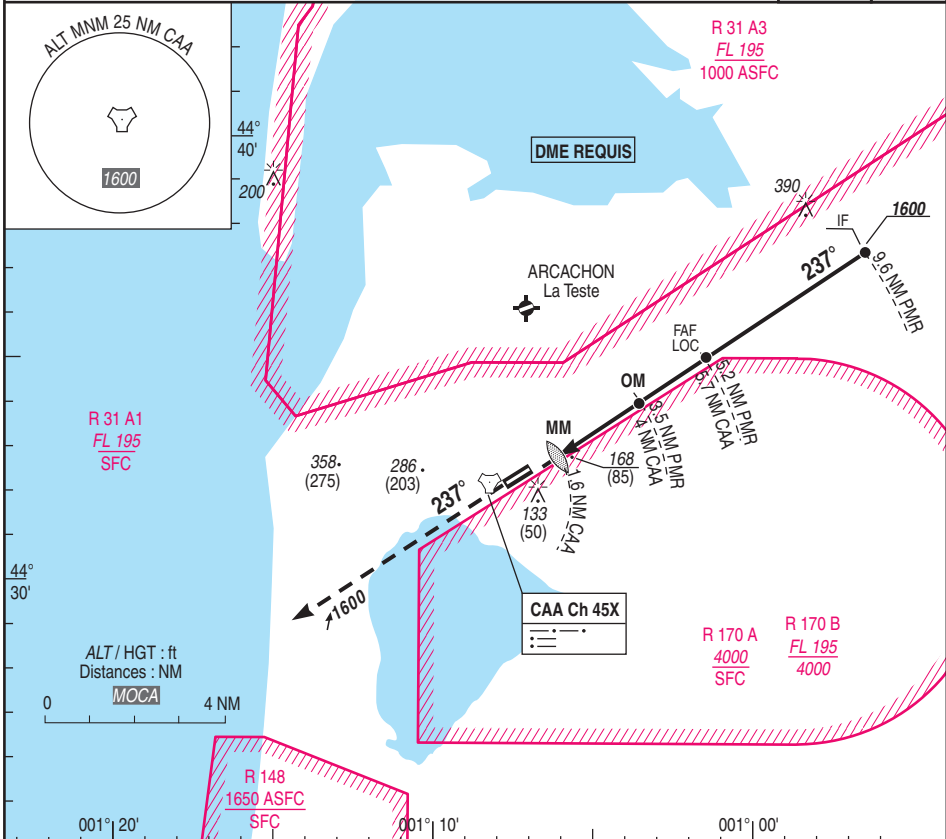 ALT MNM 25 NM CAA
1600
44°
40'
200
R 31 A3
FL 195
1000 ASFC
DME REQUIS
390
IF
1600
237°
9.6 NM PMR
ARCACHON
La Teste
FAF
LOC
5.2 NM PMR
5.7 NM CAA
OM
3.5 NM PMR
4 NM CAA
MM
1.6 NM CAA
168
(85)
R 31 A1
FL 195
SFC
358
(275)
286
(203)
237°
133
(50)
44°
30'
1600
CAA Ch 45X
R 170 A
4000
SFC
R 170 B
FL 195
4000
ALT / HGT : ft
Distances : NM
MOCA
0
4 NM
R 148
1650 ASFC
SFC
001° 20'
001° 10'
001° 00'